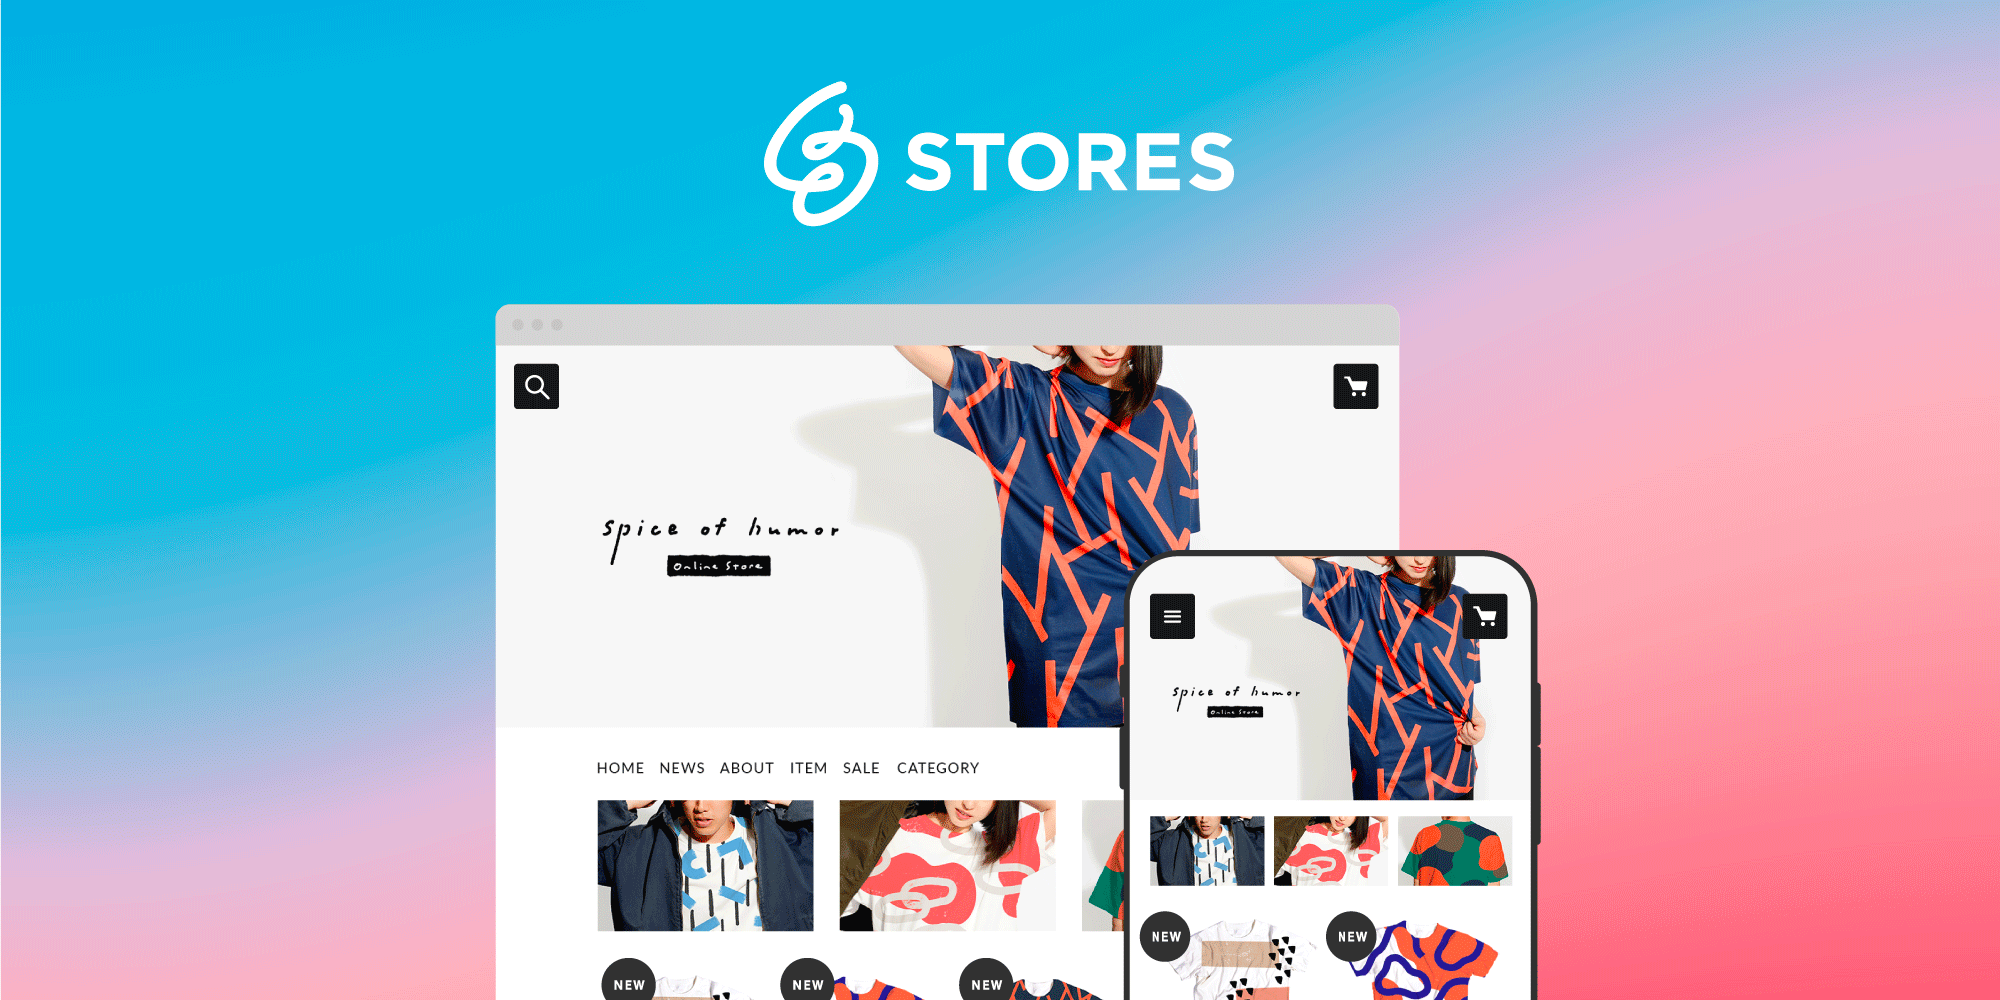 STORES
spice of humor
Online Store
HOME NEWS ABOUT ITEM SALE CATEGORY
NEW NEW NEW
spice of humor
Online Store
NEW NEW